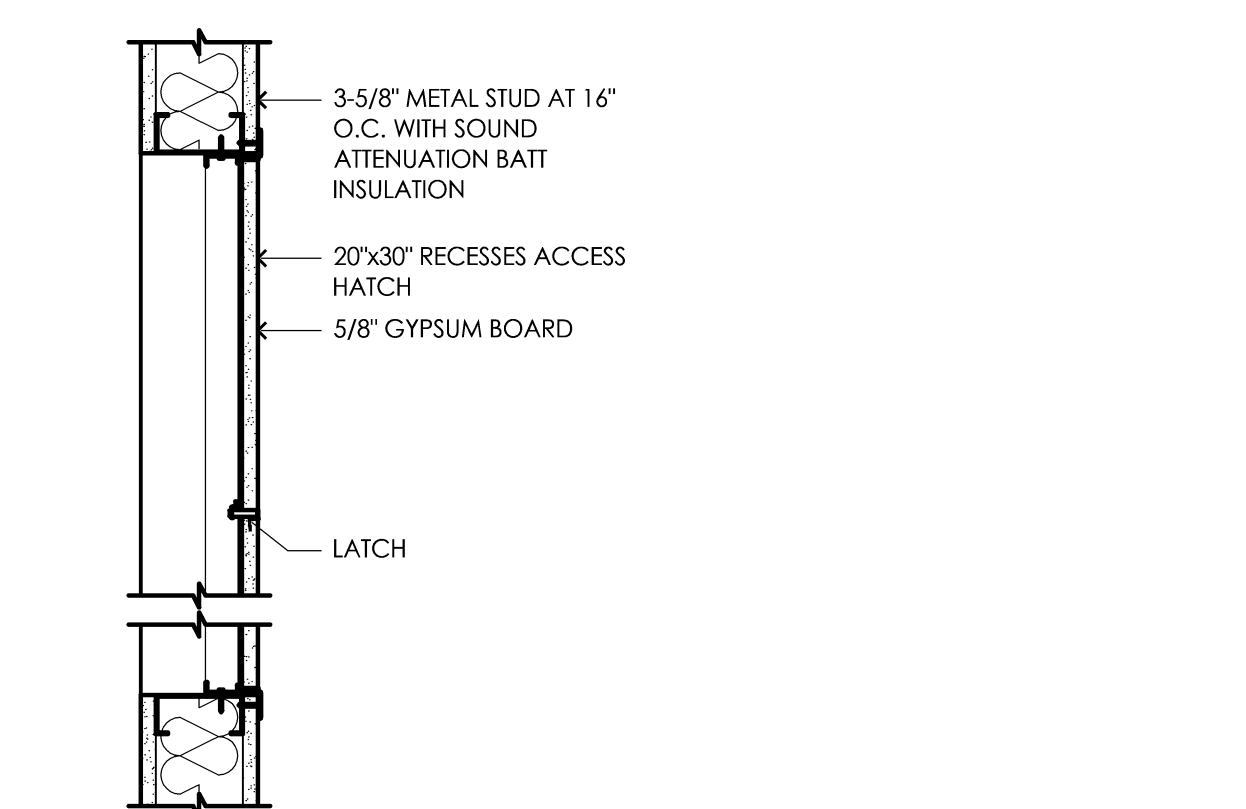 3-5/8" METAL STUD AT 16"
O.C. WITH SOUND
ATTENUATION BATT
INSULATION
20"x30" RECESSES ACCESS
HATCH
5/8" GYPSUM BOARD
LATCH